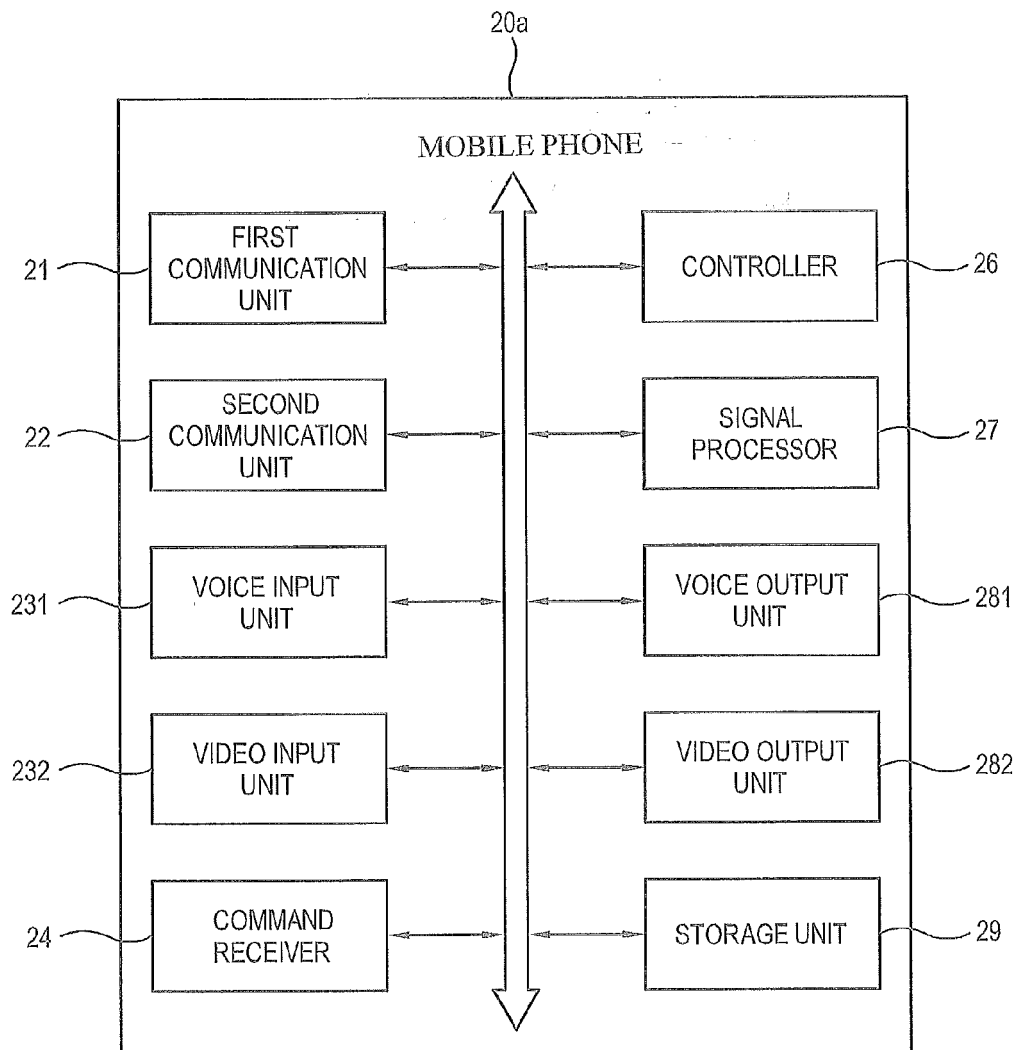 20a
MOBILE PHONE
21
FIRST
COMMUNICATION
UNIT
CONTROLLER
26
22
SECOND
COMMUNICATION
UNIT
SIGNAL
PROCESSOR
27
231
VOICE INPUT
UNIT
VOICE OUTPUT
UNIT
281
232
VIDEO INPUT
UNIT
VIDEO OUTPUT
UNIT
282
24
COMMAND
RECEIVER
STORAGE UNIT
29